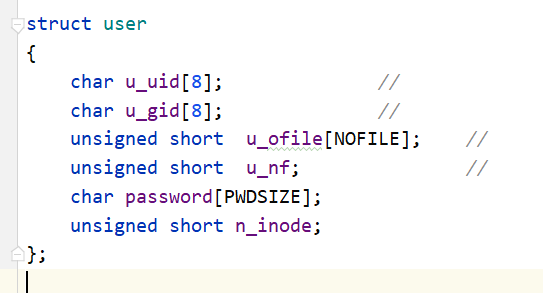 struct user
{
    char u_uid[8];              //
    char u_gid[8];              //
    unsigned short  u_ofile[NOFILE];    //
    unsigned short  u_nf;               //
    char password[PWDSIZE];
    unsigned short n_inode;
};